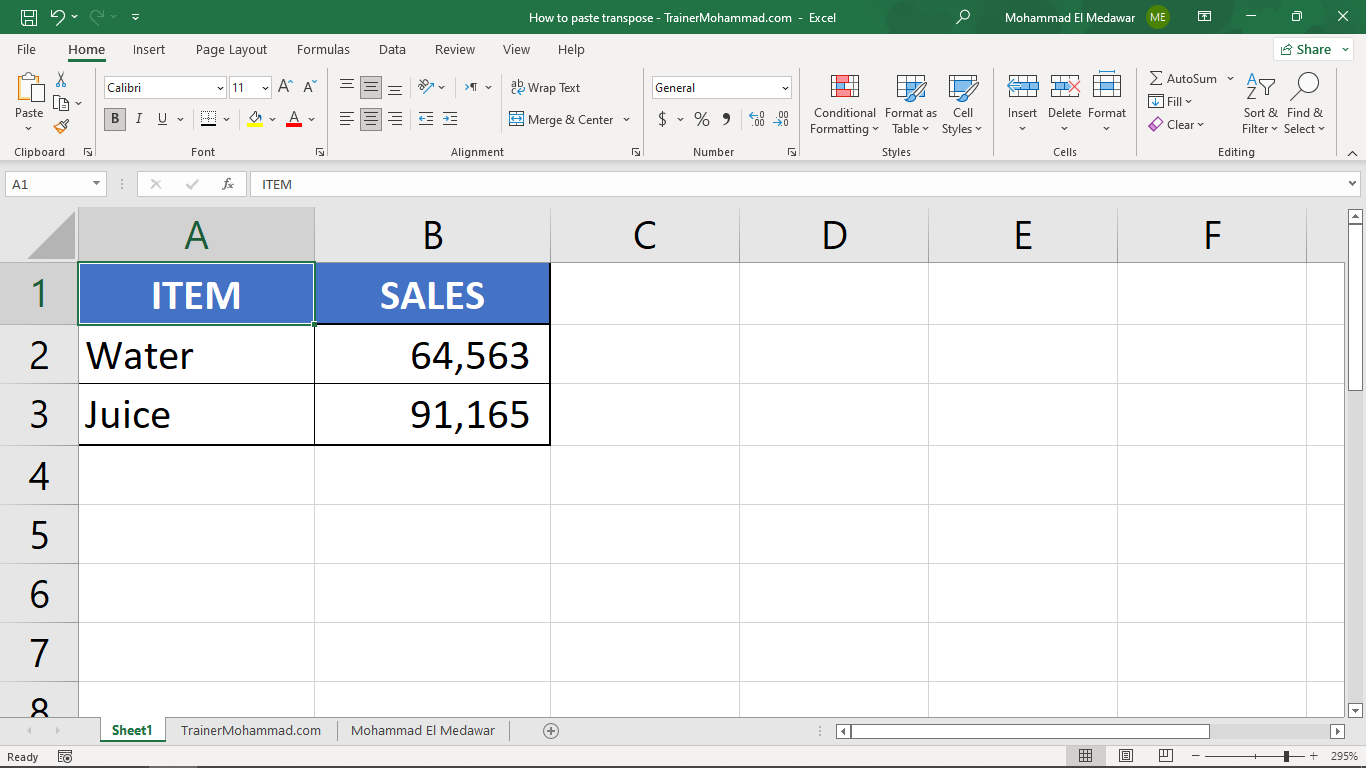 How to paste transpose - TrainerMohammad.com - Excel
Mohammad El Medawar ME
File Home Insert Page Layout Formulas Data Review View Help Share
Paste
Clipboard
Calibri 11
B I U A
Font
ab Wrap Text
Merge & Center
Alignment
General
$ % 9
Number
Conditional Formatting
Format as Table
Cell Styles
Styles
Insert Delete Format
Cells
AutoSum
Fill
Clear
Sort & Filter
Find & Select
Editing
A1 fx ITEM
A B C D E F
1 ITEM SALES
2 Water 64,563
3 Juice 91,165
4
5
6
7
8
Sheet1 TrainerMohammad.com Mohammad El Medawar
Ready 295%